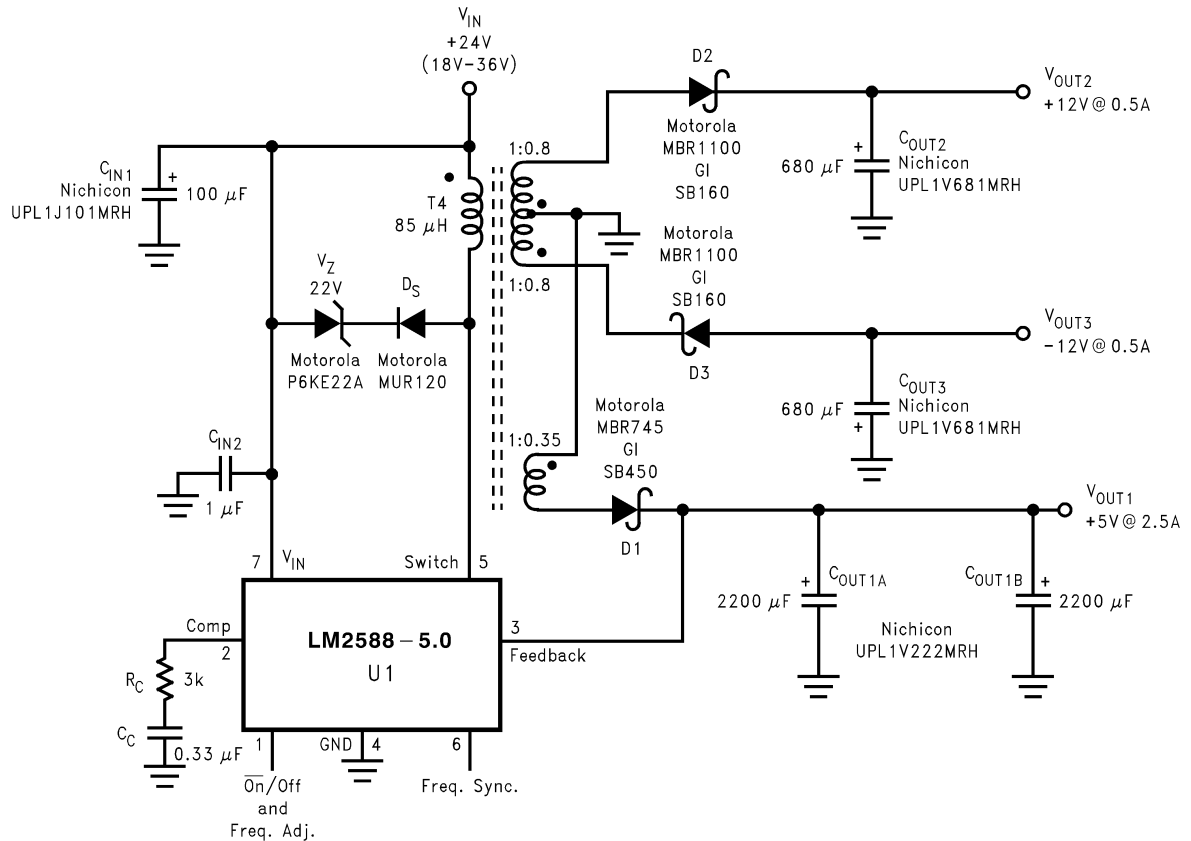 V_IN
+24V
(18V–36V)
D2
V_OUT2
+12V@ 0.5A
Motorola
MBR1100
GI
SB160
1:0.8
+
680 μF
C_OUT2
Nichicon
UPL1V681MRH
C_IN1
Nichicon
UPL1J101MRH
+
100 μF
T4
85 μH
Motorola
MBR1100
GI
SB160
1:0.8
V_Z
22V
D_S
V_OUT3
-12V@ 0.5A
D3
Motorola
P6KE22A
Motorola
MUR120
680 μF
+
C_OUT3
Nichicon
UPL1V681MRH
Motorola
MBR745
GI
SB450
1:0.35
C_IN2
1 μF
V_OUT1
+5V@ 2.5A
D1
7
V_IN
Switch
5
+
C_OUT1A
2200 μF
C_OUT1B
+
2200 μF
Nichicon
UPL1V222MRH
Comp
2
LM2588 – 5.0
U1
3
Feedback
R_C
3k
C_C
0.33 μF
1
GND
4
6
O̅n̅/Off
and
Freq. Adj.
Freq. Sync.